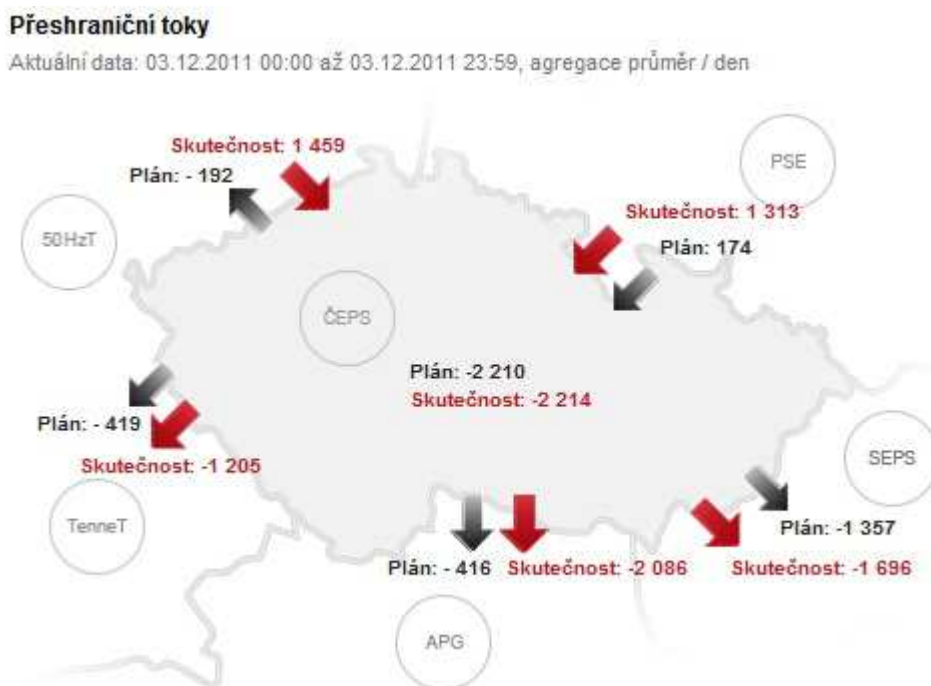 Přeshraniční toky
Aktuální data: 03.12.2011 00:00 až 03.12.2011 23:59, agregace průměr / den
Skutečnost: 1 459
Plán: - 192
PSE
50HzT
Skutečnost: 1 313
Plán: 174
ČEPS
Plán: -2 210
Skutečnost: -2 214
Plán: - 419
Skutečnost: -1 205
SEPS
TenneT
Plán: -1 357
Plán: - 416
Skutečnost: -2 086
Skutečnost: -1 696
APG